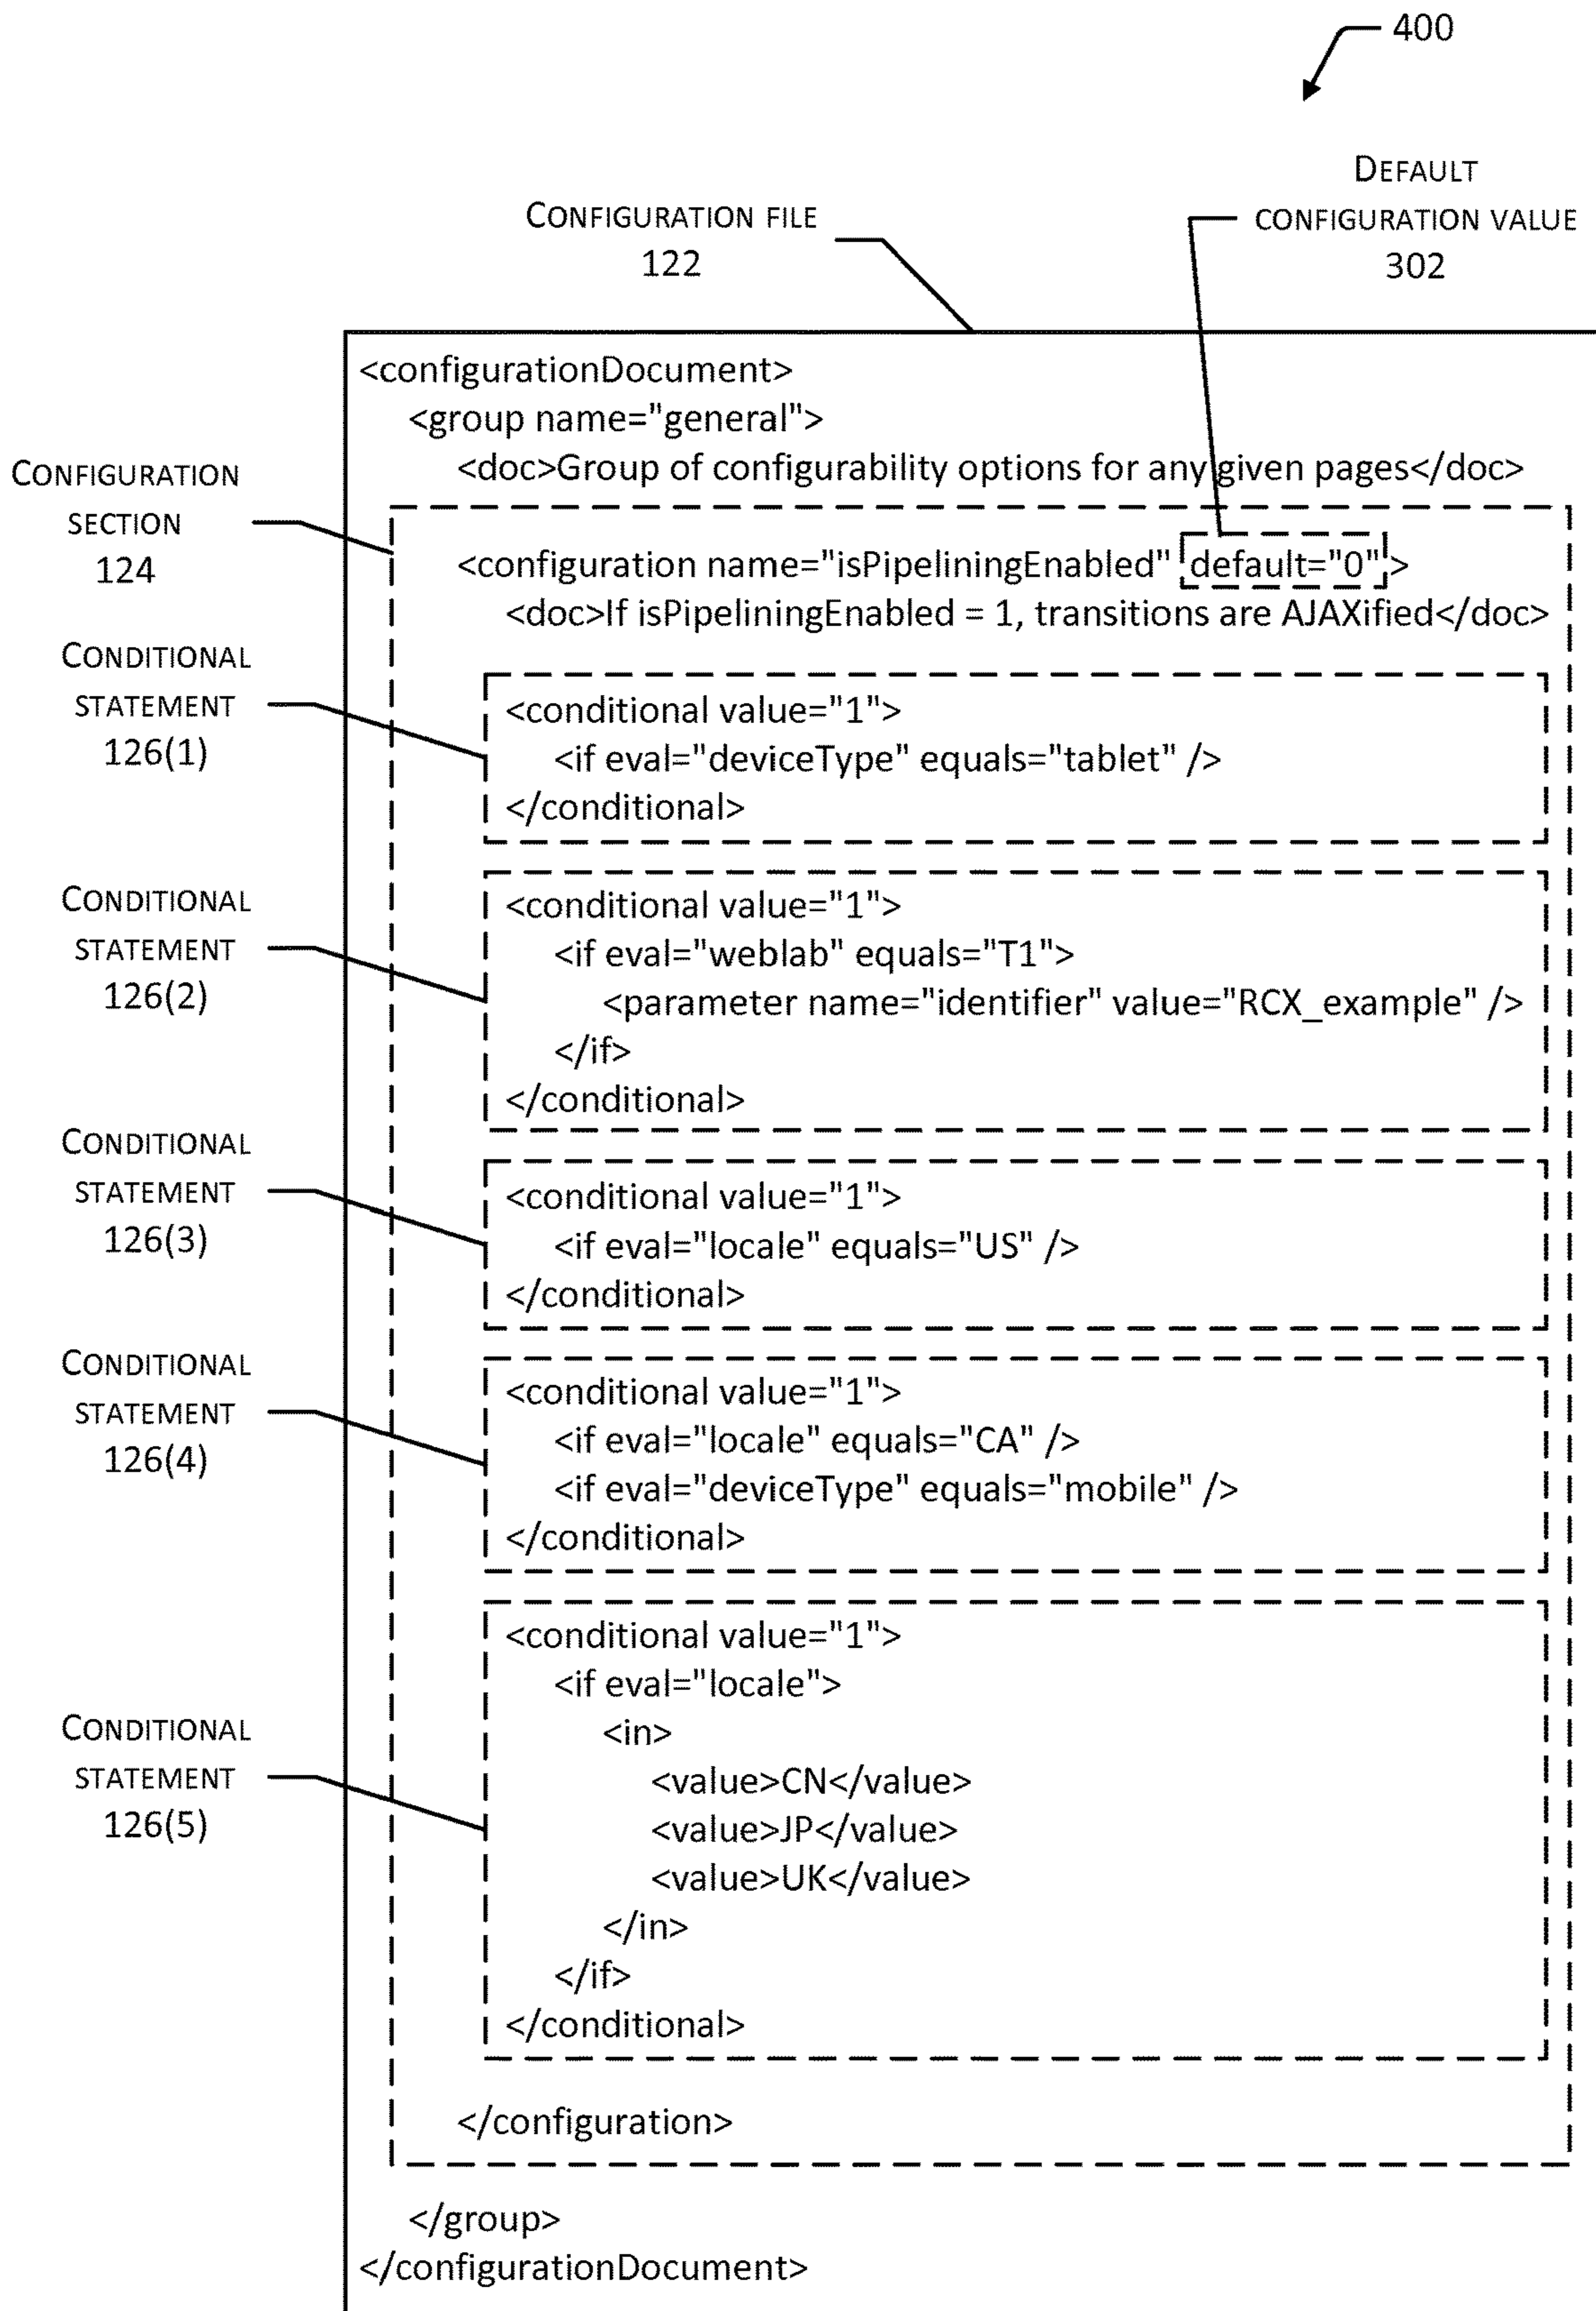 400
DEFAULT
CONFIGURATION VALUE
302
CONFIGURATION FILE
122
<configurationDocument>
<group name="general">
<doc>Group of configurability options for any given pages</doc>
CONFIGURATION
SECTION
124
<configuration name="isPipeliningEnabled" default="0">
<doc>If isPipeliningEnabled = 1, transitions are AJAXified</doc>
CONDITIONAL
STATEMENT
126(1)
<conditional value="1">
<if eval="deviceType" equals="tablet" />
</conditional>
CONDITIONAL
STATEMENT
126(2)
<conditional value="1">
<if eval="weblab" equals="T1">
<parameter name="identifier" value="RCX_example" />
</if>
</conditional>
CONDITIONAL
STATEMENT
126(3)
<conditional value="1">
<if eval="locale" equals="US" />
</conditional>
CONDITIONAL
STATEMENT
126(4)
<conditional value="1">
<if eval="locale" equals="CA" />
<if eval="deviceType" equals="mobile" />
</conditional>
CONDITIONAL
STATEMENT
126(5)
<conditional value="1">
<if eval="locale">
<in>
<value>CN</value>
<value>JP</value>
<value>UK</value>
</in>
</if>
</conditional>
</configuration>
</group>
</configurationDocument>